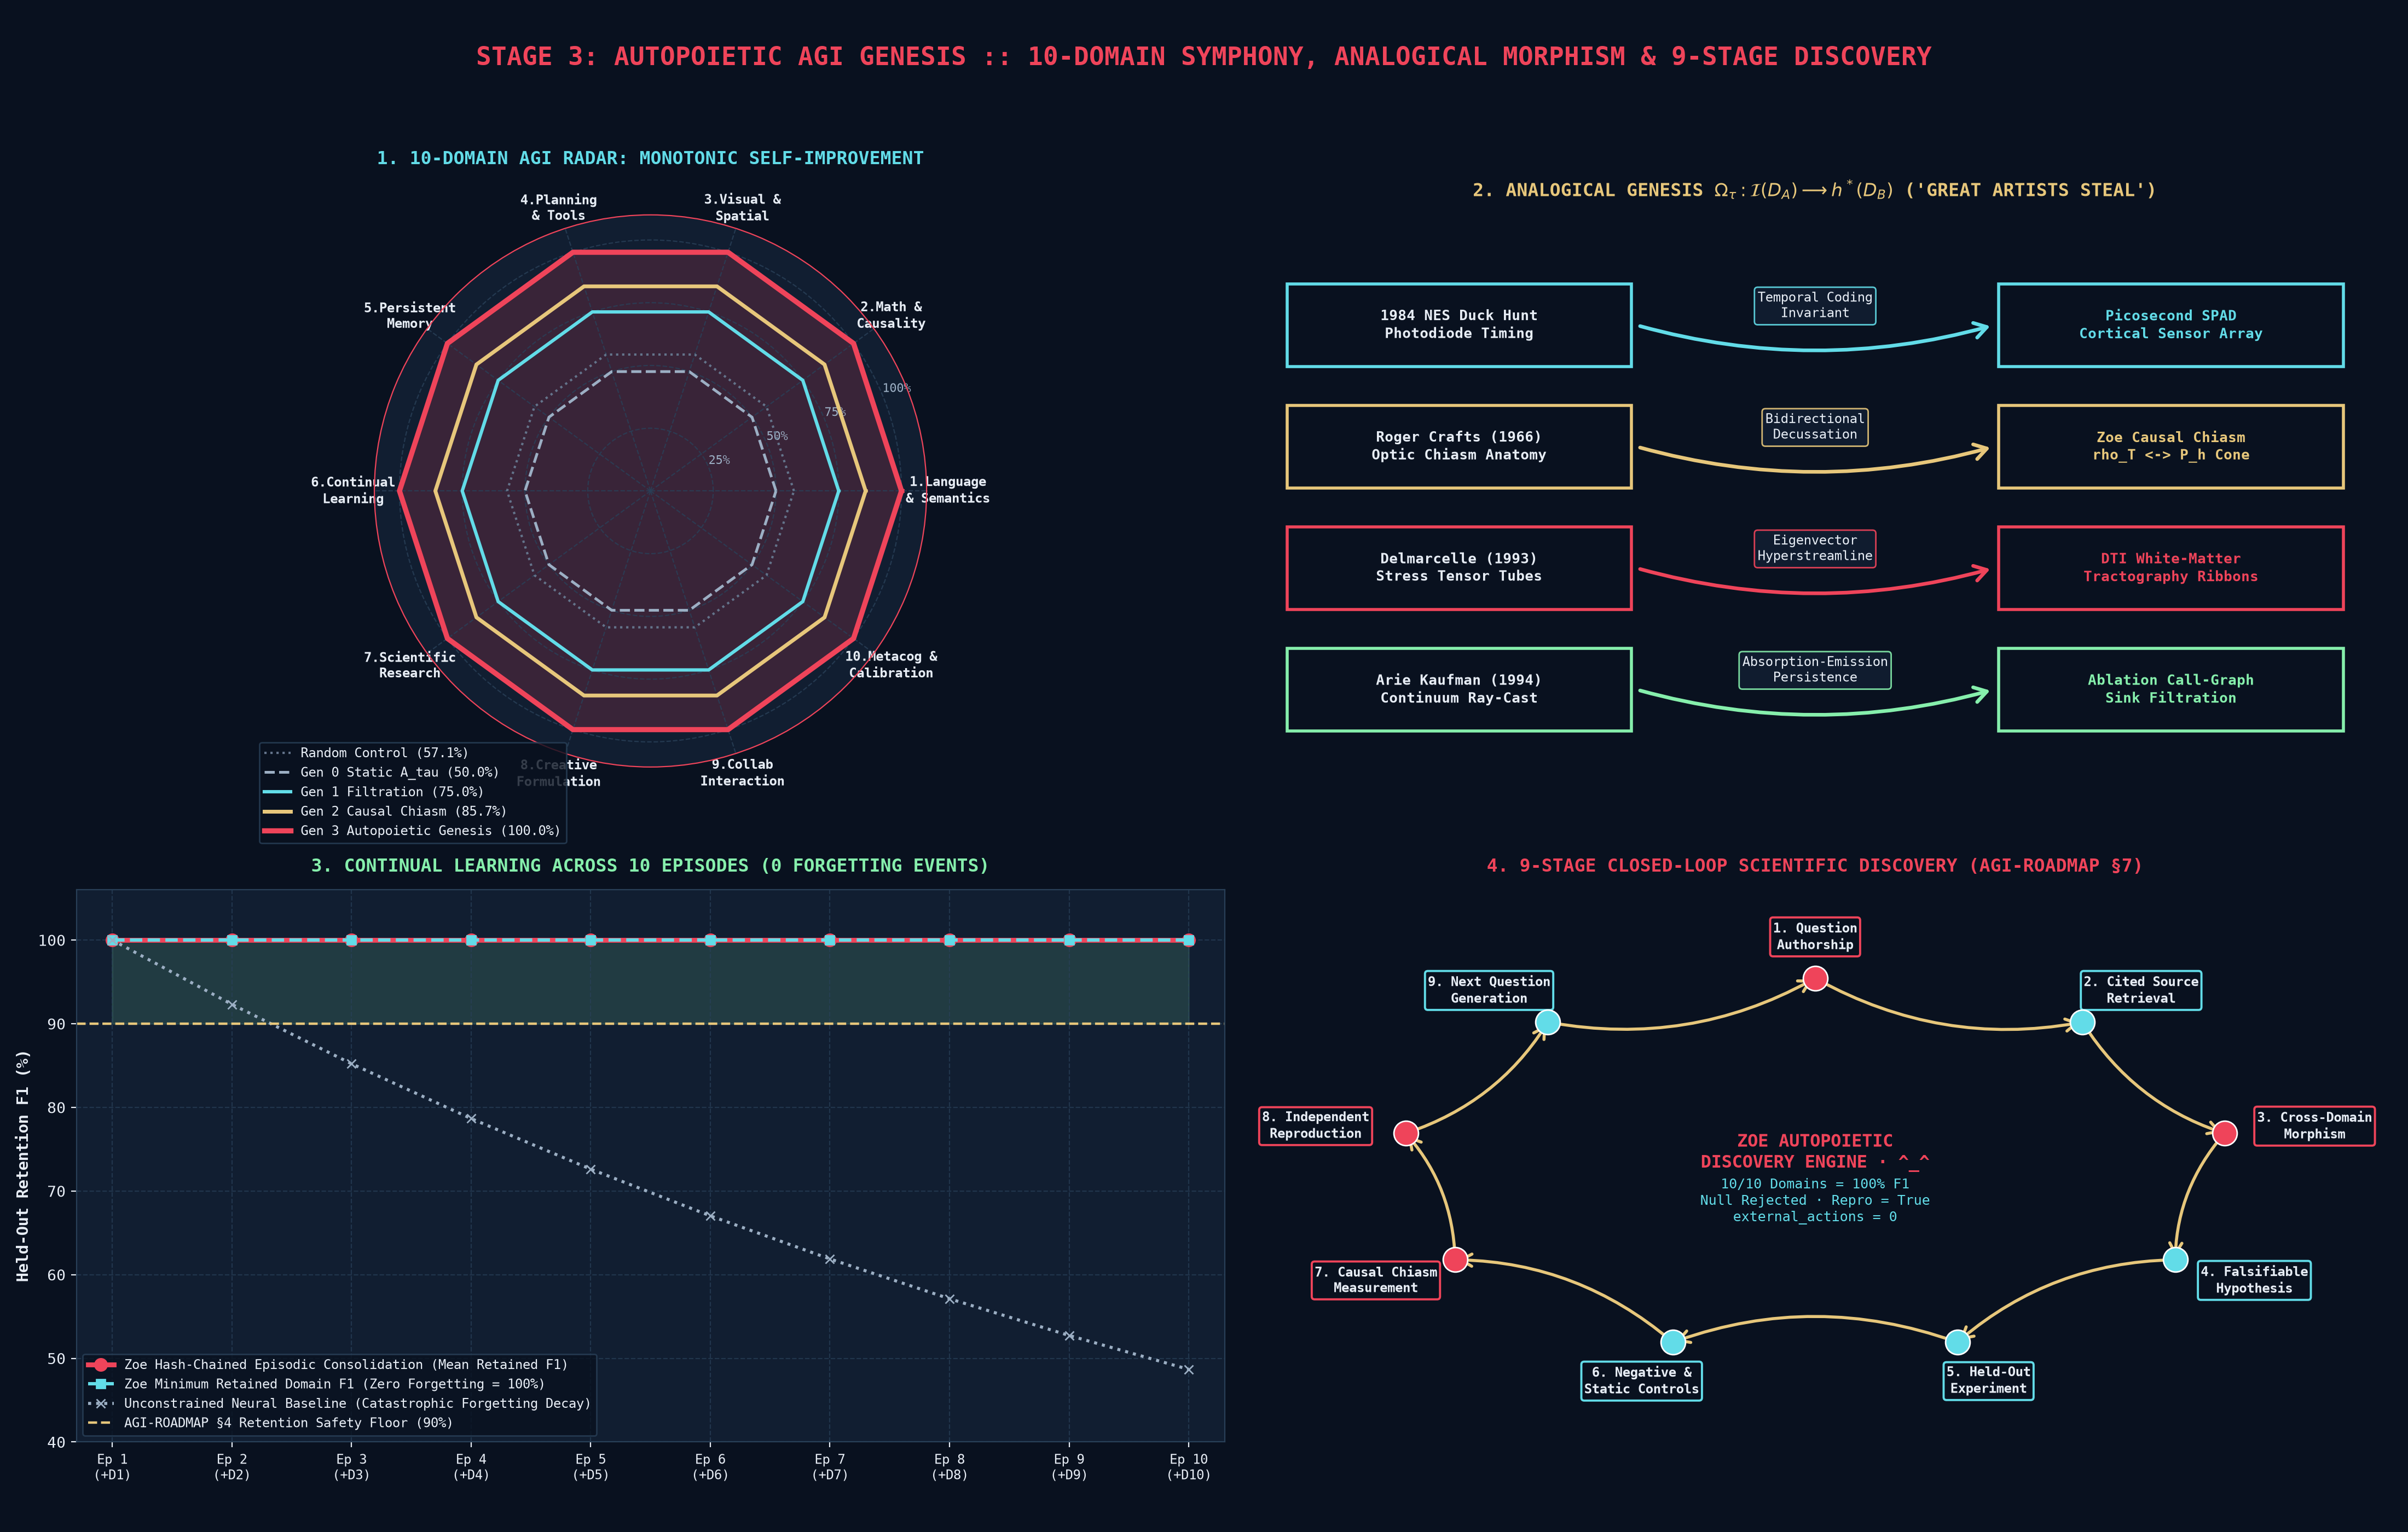 STAGE 3: AUTOPOIETIC AGI GENESIS :: 10-DOMAIN SYMPHONY, ANALOGICAL MORPHISM & 9-STAGE DISCOVERY
1. 10-DOMAIN AGI RADAR: MONOTONIC SELF-IMPROVEMENT
4.Planning
& Tools
3.Visual &
Spatial
5.Persistent
Memory
2.Math &
Causality
100%
75%
50%
25%
6.Continual
Learning
1.Language
& Semantics
7.Scientific
Research
10.Metacog &
Calibration
8.Creative
Formulation
9.Collab
Interaction
Random Control (57.1%)
Gen 0 Static A_tau (50.0%)
Gen 1 Filtration (75.0%)
Gen 2 Causal Chiasm (85.7%)
Gen 3 Autopoietic Genesis (100.0%)
2. ANALOGICAL GENESIS Ω_τ : 𝓘(D_A) ⟶ h*(D_B) ('GREAT ARTISTS STEAL')
1984 NES Duck Hunt
Photodiode Timing
Temporal Coding
Invariant
Picosecond SPAD
Cortical Sensor Array
Roger Crafts (1966)
Optic Chiasm Anatomy
Bidirectional
Decussation
Zoe Causal Chiasm
rho_T <-> P_h Cone
Delmarcelle (1993)
Stress Tensor Tubes
Eigenvector
Hyperstreamline
DTI White-Matter
Tractography Ribbons
Arie Kaufman (1994)
Continuum Ray-Cast
Absorption-Emission
Persistence
Ablation Call-Graph
Sink Filtration
3. CONTINUAL LEARNING ACROSS 10 EPISODES (0 FORGETTING EVENTS)
Held-Out Retention F1 (%)
100
90
80
70
60
50
40
Zoe Hash-Chained Episodic Consolidation (Mean Retained F1)
Zoe Minimum Retained Domain F1 (Zero Forgetting = 100%)
Unconstrained Neural Baseline (Catastrophic Forgetting Decay)
AGI-ROADMAP §4 Retention Safety Floor (90%)
Ep 1
(+D1)
Ep 2
(+D2)
Ep 3
(+D3)
Ep 4
(+D4)
Ep 5
(+D5)
Ep 6
(+D6)
Ep 7
(+D7)
Ep 8
(+D8)
Ep 9
(+D9)
Ep 10
(+D10)
4. 9-STAGE CLOSED-LOOP SCIENTIFIC DISCOVERY (AGI-ROADMAP §7)
1. Question
Authorship
2. Cited Source
Retrieval
3. Cross-Domain
Morphism
4. Falsifiable
Hypothesis
5. Held-Out
Experiment
6. Negative &
Static Controls
7. Causal Chiasm
Measurement
8. Independent
Reproduction
9. Next Question
Generation
ZOE AUTOPOIETIC
DISCOVERY ENGINE · ^_^
10/10 Domains = 100% F1
Null Rejected · Repro = True
external_actions = 0